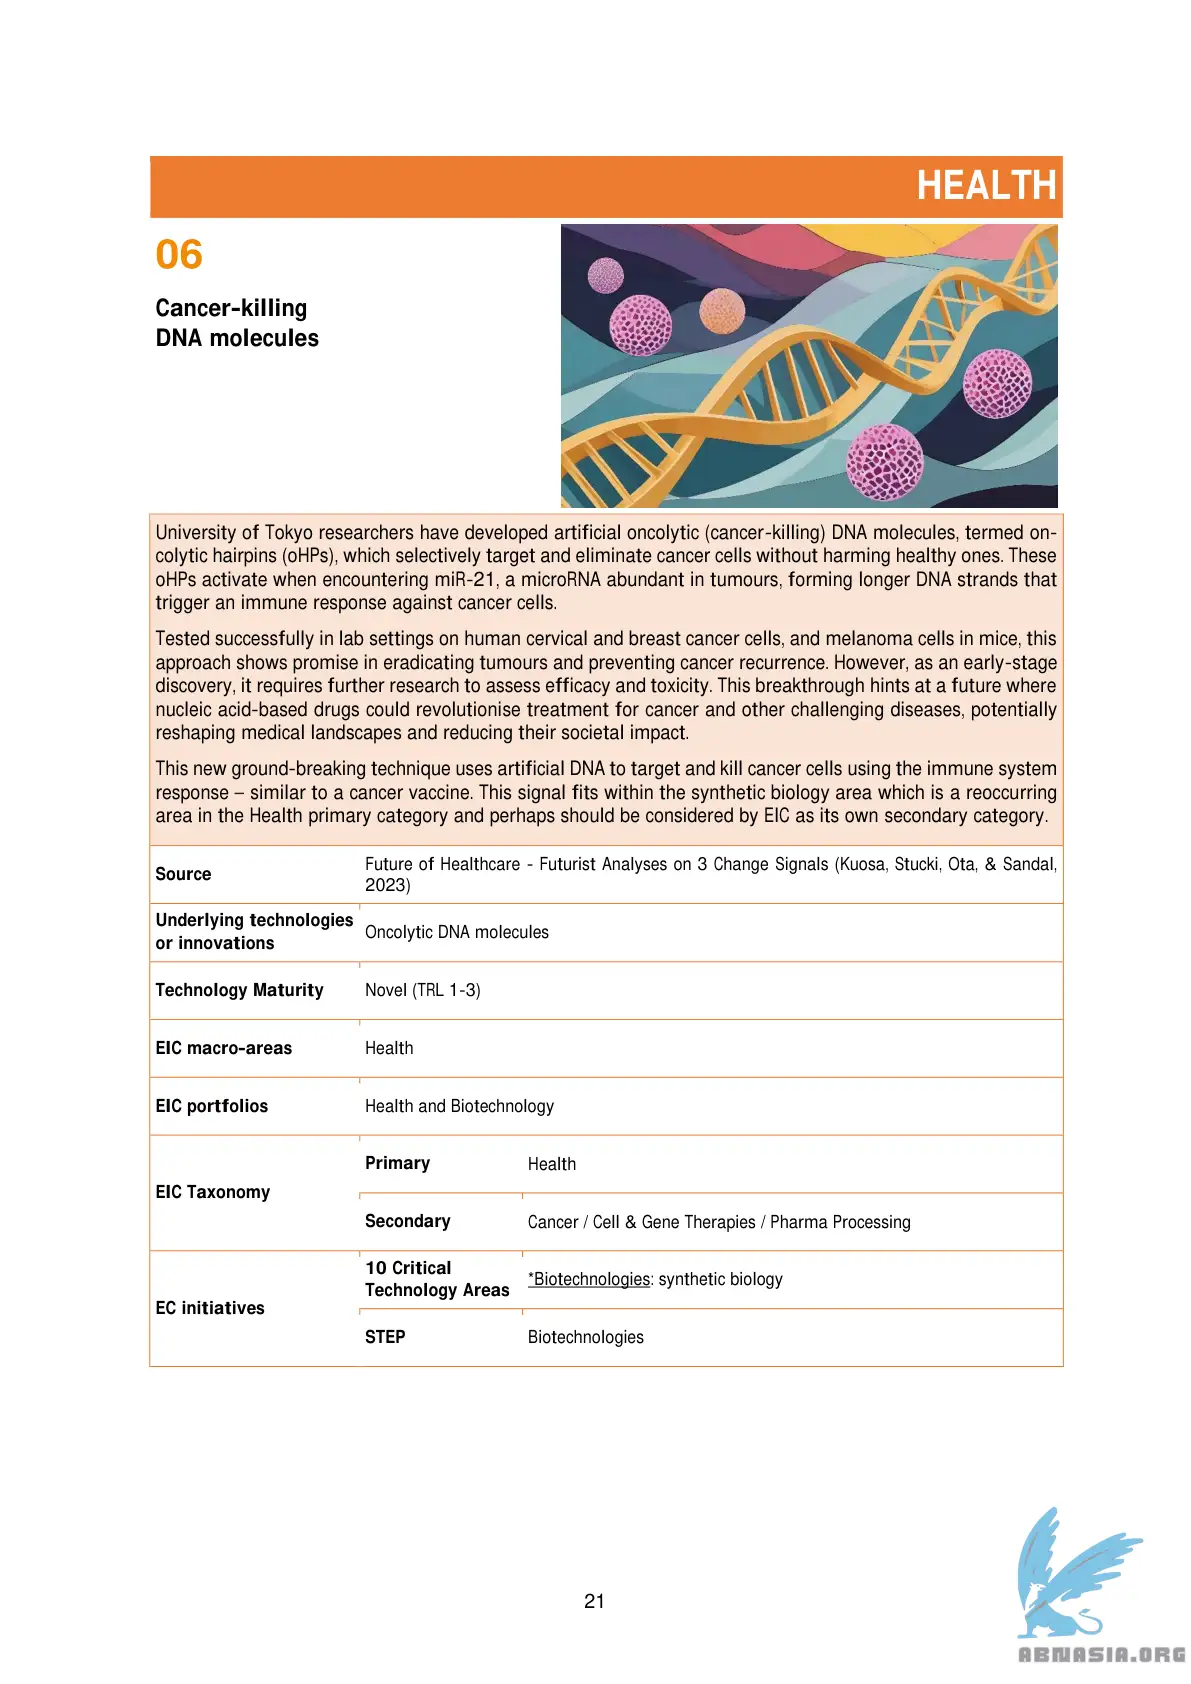 HEALTH
06
Cancer-killing
DNA molecules
University of Tokyo researchers have developed artificial oncolytic (cancer-killing) DNA molecules, termed on-
colytic hairpins (oHPs), which selectively target and eliminate cancer cells without harming healthy ones. These
oHPs activate when encountering miR-21, a microRNA abundant in tumours, forming longer DNA strands that
trigger an immune response against cancer cells.
Tested successfully in lab settings on human cervical and breast cancer cells, and melanoma cells in mice, this
approach shows promise in eradicating tumours and preventing cancer recurrence. However, as an early-stage
discovery, it requires further research to assess efficacy and toxicity. This breakthrough hints at a future where
nucleic acid-based drugs could revolutionise treatment for cancer and other challenging diseases, potentially
reshaping medical landscapes and reducing their societal impact.
This new ground-breaking technique uses artificial DNA to target and kill cancer cells using the immune system
response – similar to a cancer vaccine. This signal fits within the synthetic biology area which is a reoccurring
area in the Health primary category and perhaps should be considered by EIC as its own secondary category.
Source
Future of Healthcare - Futurist Analyses on 3 Change Signals (Kuosa, Stucki, Ota, & Sandal,
2023)
Underlying technologies
or innovations
Oncolytic DNA molecules
Technology Maturity
Novel (TRL 1-3)
EIC macro-areas
Health
EIC portfolios
Health and Biotechnology
EIC Taxonomy
Primary
Health
Secondary
Cancer / Cell & Gene Therapies / Pharma Processing
EC initiatives
10 Critical
Technology Areas
*Biotechnologies: synthetic biology
STEP
Biotechnologies
21
ABNASIA.ORG